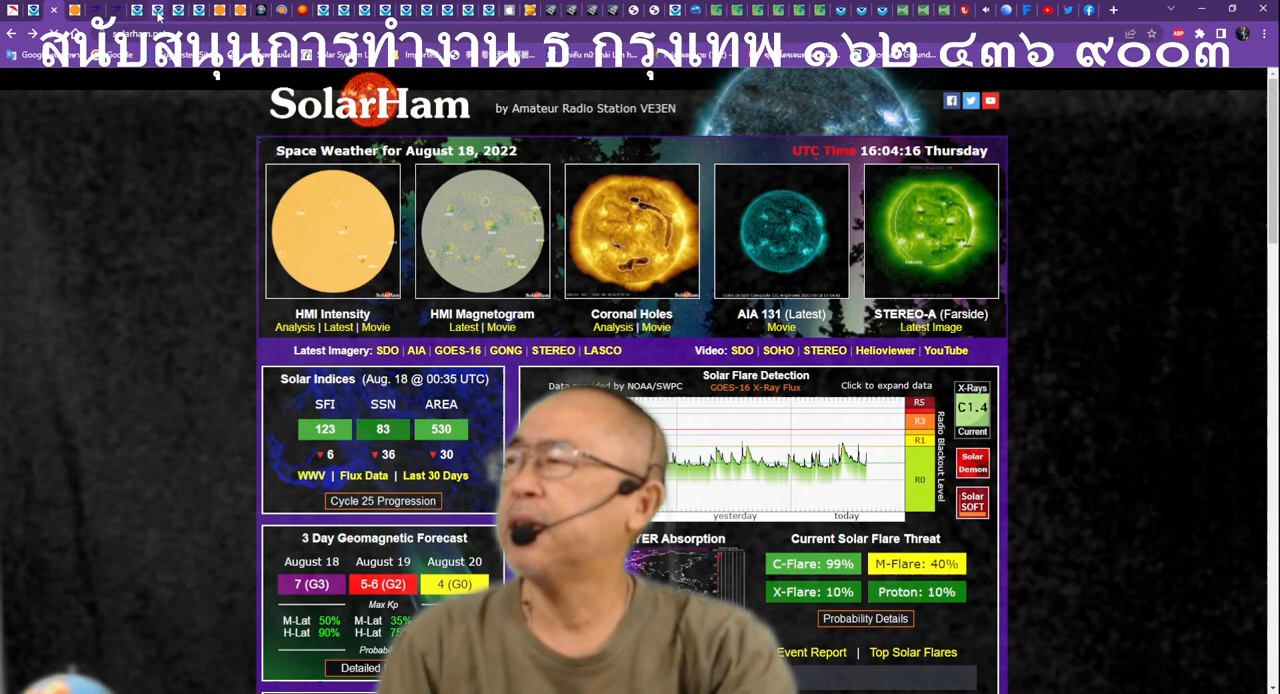 สนับสนุนการทำงาน ธ.กรุงเทพ ๑๖๒ ๔๓๖ ๙๐๐๓
solarham.net
SolarHam
by Amateur Radio Station VE3EN
Space Weather for August 18, 2022
UTC Time 16:04:16 Thursday
HMI Intensity
Analysis | Latest | Movie
HMI Magnetogram
Latest | Movie
Coronal Holes
Analysis | Movie
AIA 131 (Latest)
Movie
STEREO-A (Farside)
Latest Image
Latest Imagery: SDO | AIA | GOES-16 | GONG | STEREO | LASCO
Video: SDO | SOHO | STEREO | Helioviewer | YouTube
Solar Indices (Aug. 18 @ 00:35 UTC)
SFI SSN AREA
123 83 530
▼6 ▼36 ▼30
WWV | Flux Data | Last 30 Days
Cycle 25 Progression
3 Day Geomagnetic Forecast
August 18 August 19 August 20
7 (G3) 5-6 (G2) 4 (G0)
Max Kp
M-Lat 50% M-Lat 35%
H-Lat 90% H-Lat
Detailed
Solar Flare Detection
Data provided by NOAA/SWPC
GOES-16 X-Ray Flux
Click to expand data
R5
R3
R1
R0
Radio Blackout Level
yesterday today
X-Rays
C1.4
Current
Solar Demon
Solar SOFT
Absorption
Current Solar Flare Threat
C-Flare: 99% M-Flare: 40%
X-Flare: 10% Proton: 10%
Probability Details
Event Report | Top Solar Flares